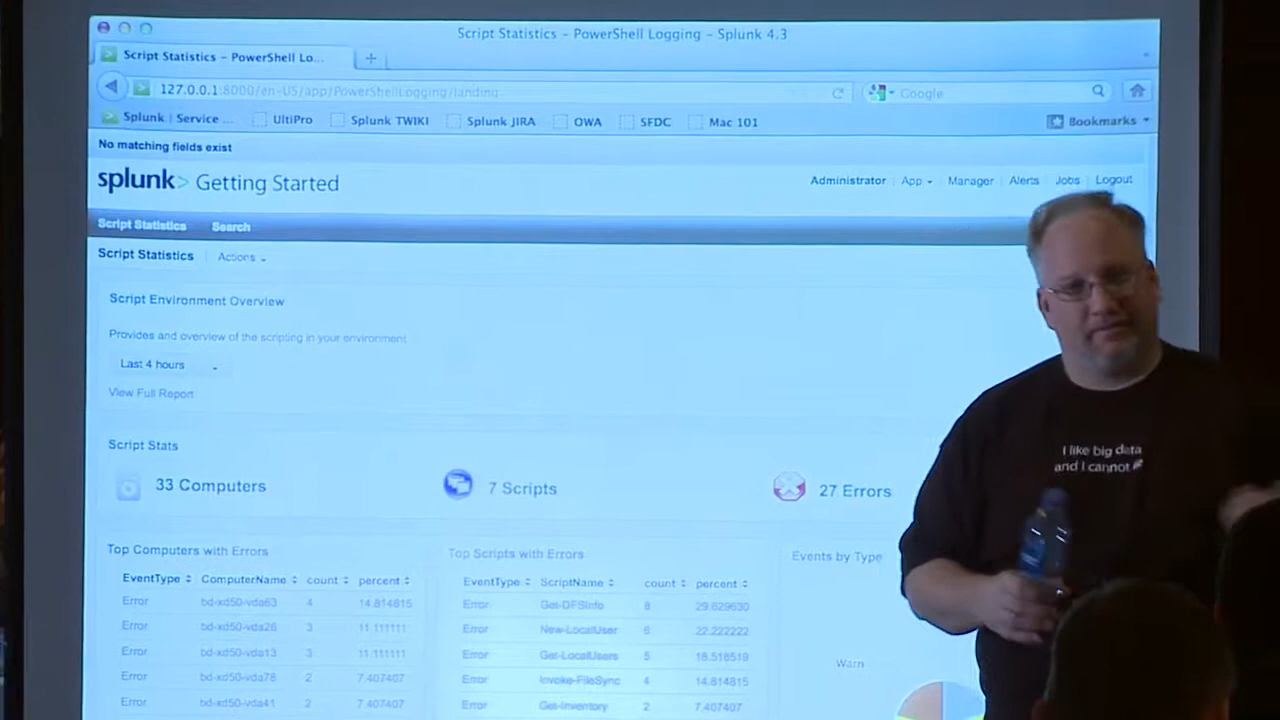 Script Statistics – PowerShell Logging – Splunk 4.3
Script Statistics – PowerShell Lo...
127.0.0.1:8000/en-US/app/PowerShellLogging/landing
Google
Splunk | Service ...
UltiPro
Splunk TWIKI
Splunk JIRA
OWA
SFDC
Mac 101
Bookmarks
No matching fields exist
splunk> Getting Started
Administrator | App | Manager | Alerts | Jobs | Logout
Script Statistics
Search
Script Statistics | Actions
Script Environment Overview
Provides and overview of the scripting in your environment
Last 4 hours
View Full Report
Script Stats
33 Computers
7 Scripts
27 Errors
Top Computers with Errors
EventType ComputerName count percent
Error bd-xd50-vda63 4 14.814815
Error bd-xd50-vda26 3 11.111111
Error bd-xd50-vda13 3 11.111111
Error bd-xd50-vda78 2 7.407407
Error bd-xd50-vda41 2 7.407407
Top Scripts with Errors
EventType ScriptName count percent
Error Get-DFSInfo 8 29.629630
Error New-LocalUser 6 22.222222
Error Get-LocalUsers 5 18.518519
Error Invoke-FileSync 4 14.814815
Error Get-Inventory 2 7.407407
Events by Type
Warn
I like big data
and I cannot